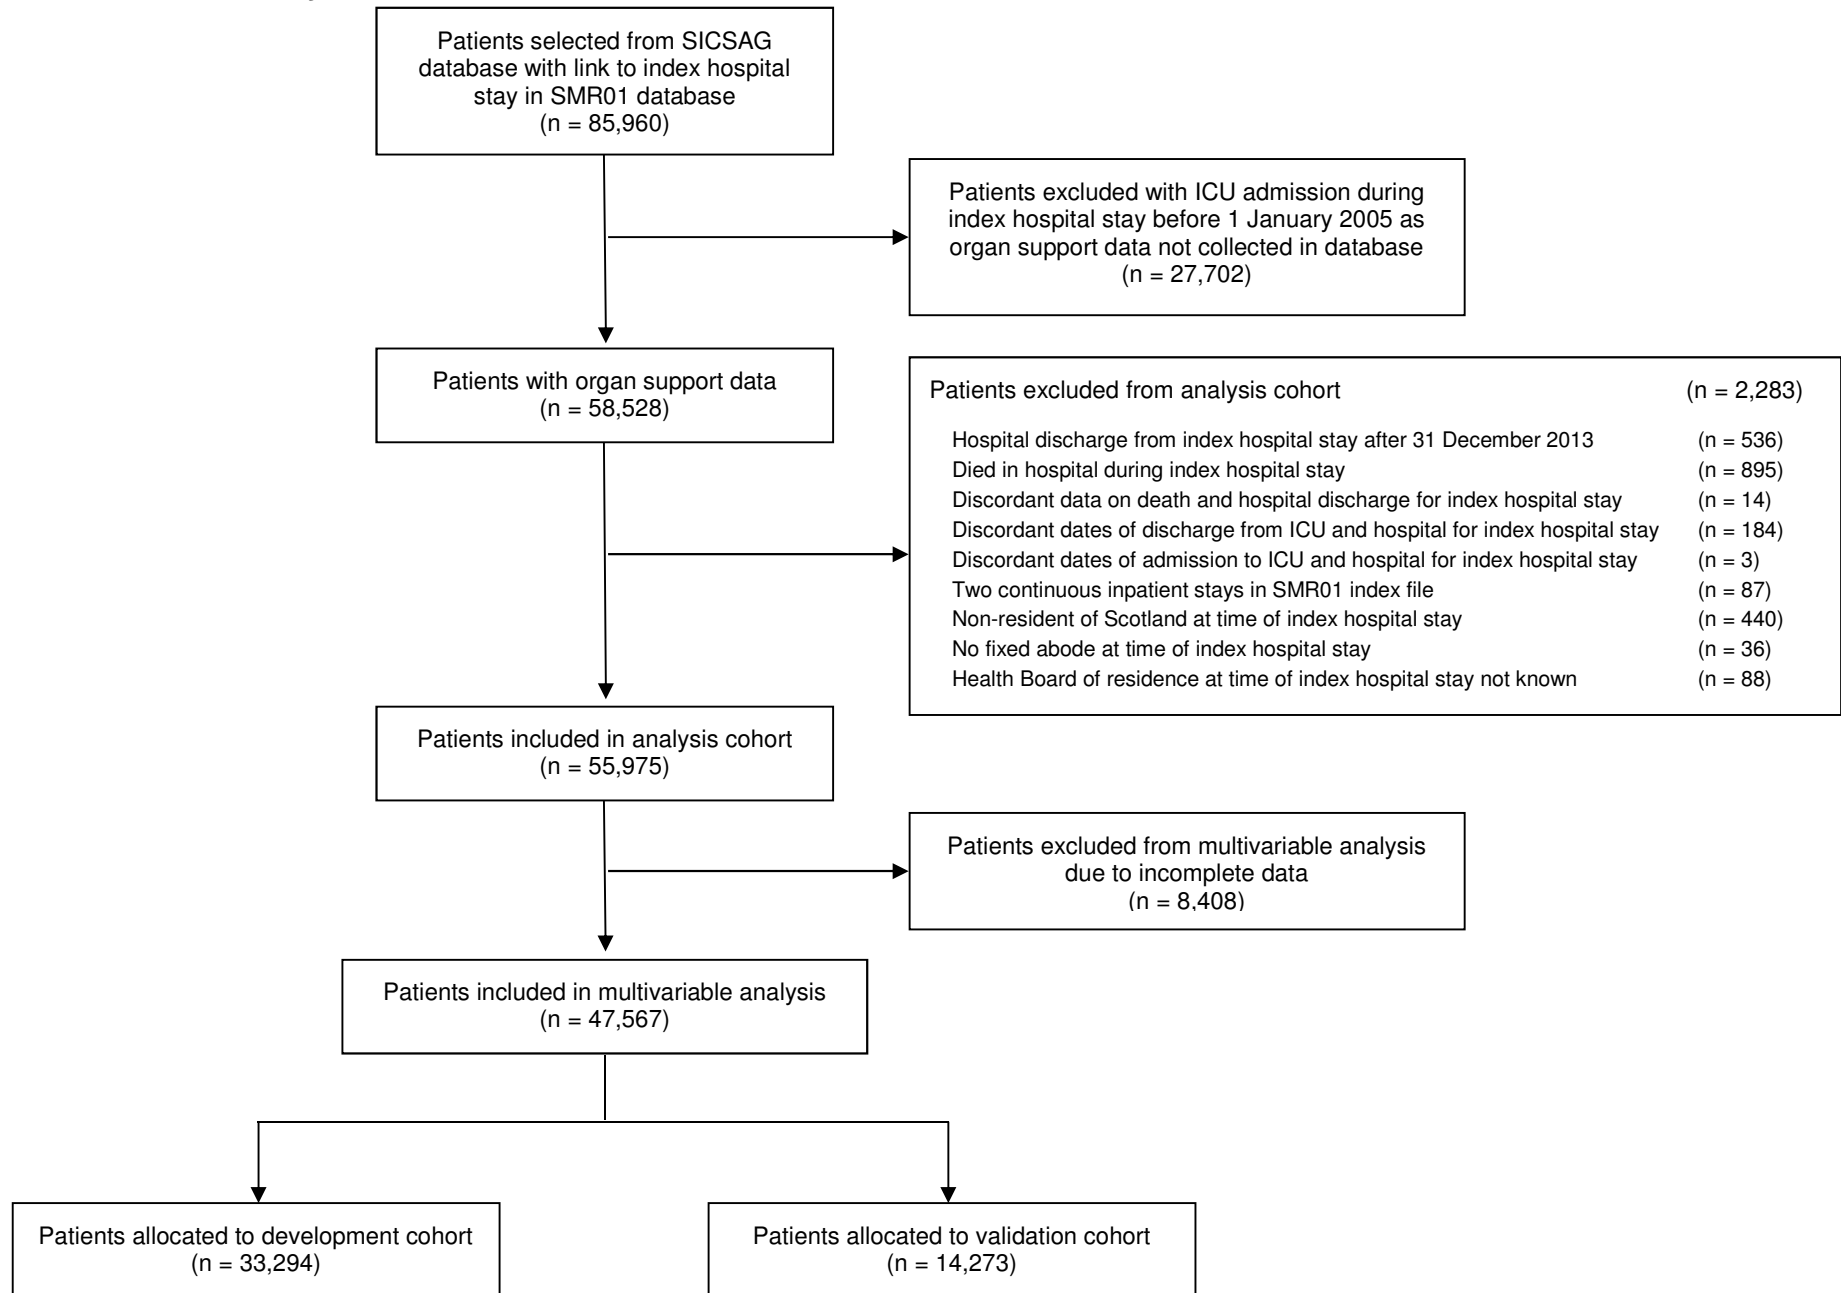 Patients selected from SICSAG
database with link to index hospital
stay in SMR01 database
(n = 85,960)
Patients excluded with ICU admission during
index hospital stay before 1 January 2005 as
organ support data not collected in database
(n = 27,702)
Patients with organ support data
(n = 58,528)
Patients excluded from analysis cohort (n = 2,283)
Hospital discharge from index hospital stay after 31 December 2013 (n = 536)
Died in hospital during index hospital stay (n = 895)
Discordant data on death and hospital discharge for index hospital stay (n = 14)
Discordant dates of discharge from ICU and hospital for index hospital stay (n = 184)
Discordant dates of admission to ICU and hospital for index hospital stay (n = 3)
Two continuous inpatient stays in SMR01 index file (n = 87)
Non-resident of Scotland at time of index hospital stay (n = 440)
No fixed abode at time of index hospital stay (n = 36)
Health Board of residence at time of index hospital stay not known (n = 88)
Patients included in analysis cohort
(n = 55,975)
Patients excluded from multivariable analysis
due to incomplete data
(n = 8,408)
Patients included in multivariable analysis
(n = 47,567)
Patients allocated to development cohort
(n = 33,294)
Patients allocated to validation cohort
(n = 14,273)